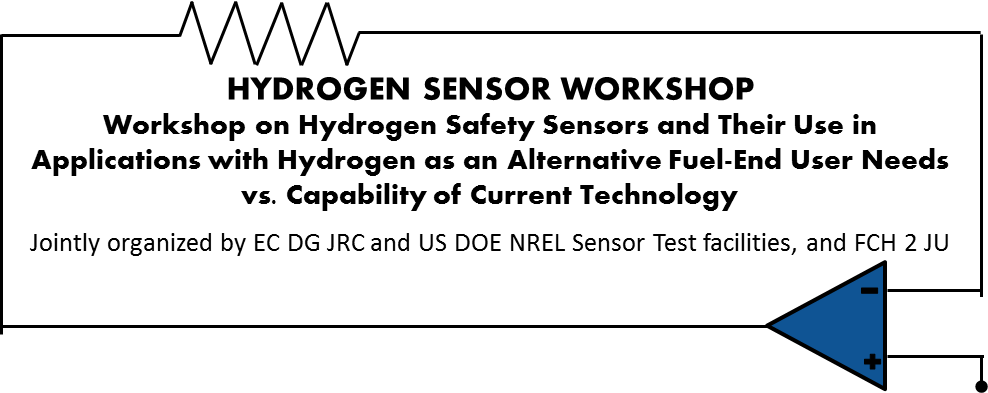 HYDROGEN SENSOR WORKSHOP
Workshop on Hydrogen Safety Sensors and Their Use in
Applications with Hydrogen as an Alternative Fuel-End User Needs
vs. Capability of Current Technology
Jointly organized by EC DG JRC and US DOE NREL Sensor Test facilities, and FCH 2 JU
-
+